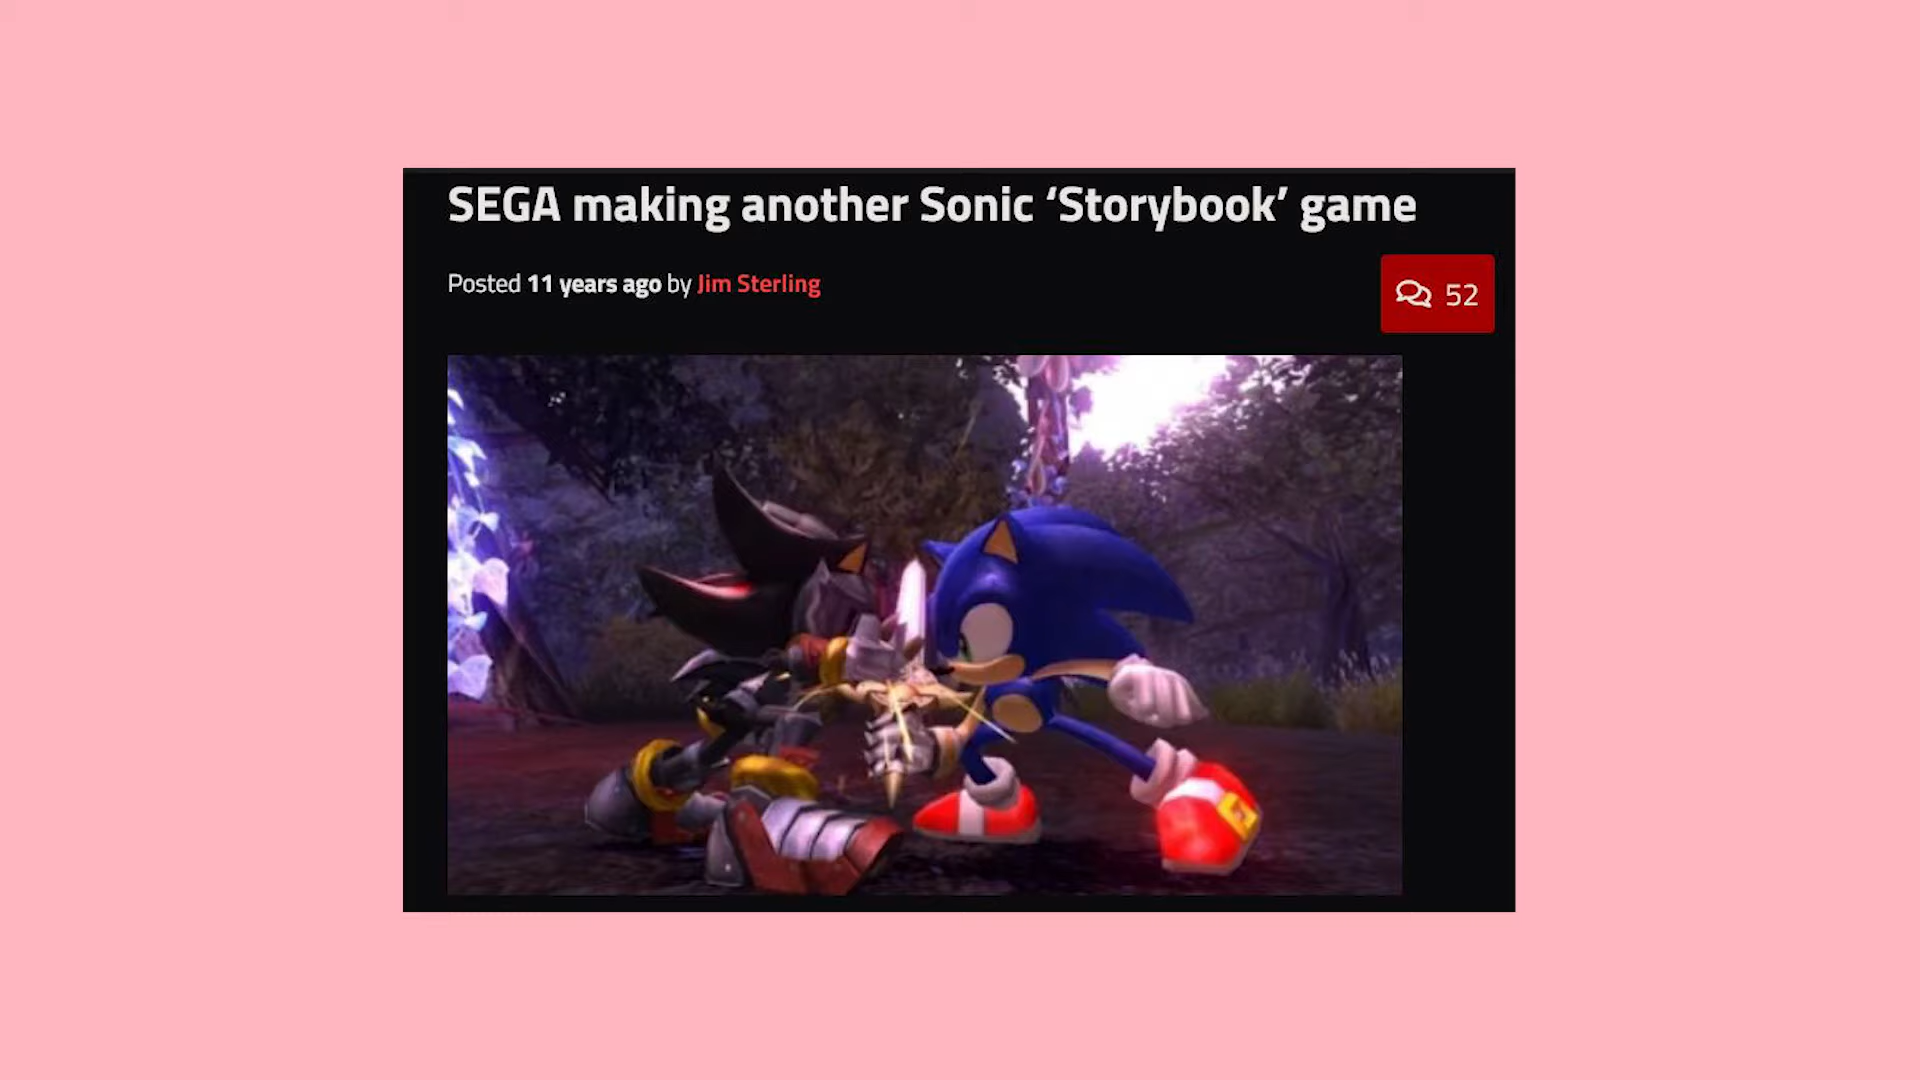 SEGA making another Sonic ‘Storybook’ game
Posted 11 years ago by Jim Sterling
52